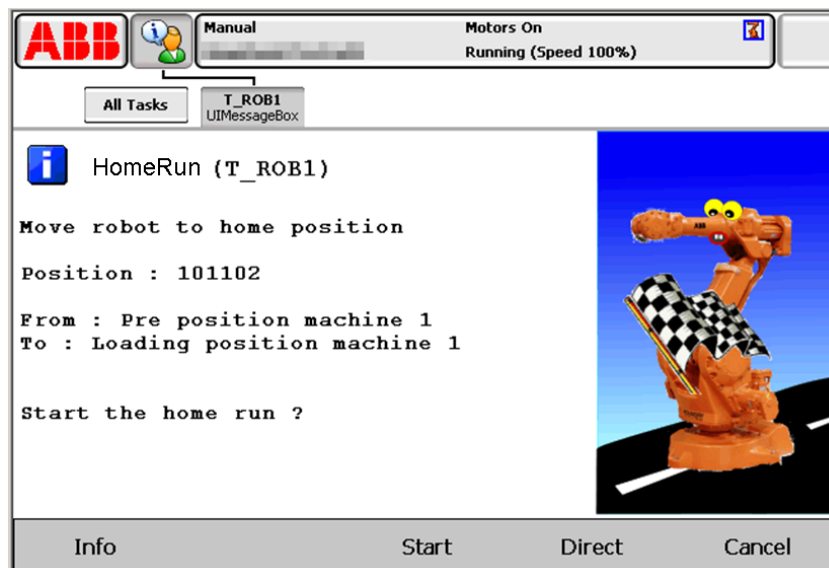 ABB
Manual
Motors On
Running (Speed 100%)
All Tasks
T_ROB1
UIMessageBox
HomeRun (T_ROB1)
Move robot to home position
Position : 101102
From : Pre position machine 1
To : Loading position machine 1
Start the home run ?
ABB
Info
Start
Direct
Cancel